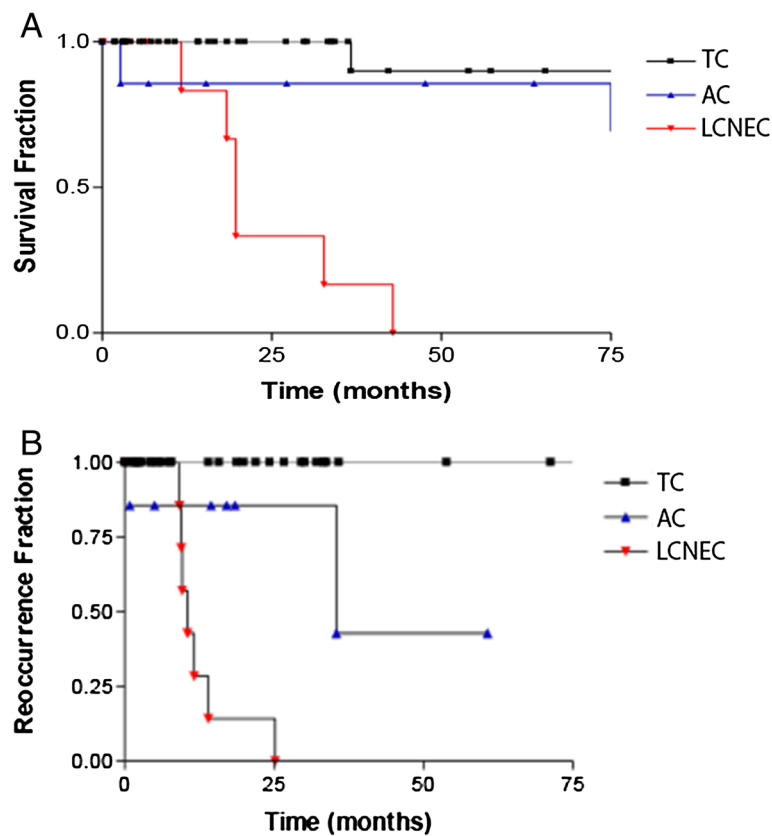 A
1.0
0.5
0.0
Survival Fraction
0
25
50
75
Time (months)
TC
AC
LCNEC
B
1.00
0.75
0.50
0.25
0.00
Reoccurrence Fraction
0
25
50
75
Time (months)
TC
AC
LCNEC